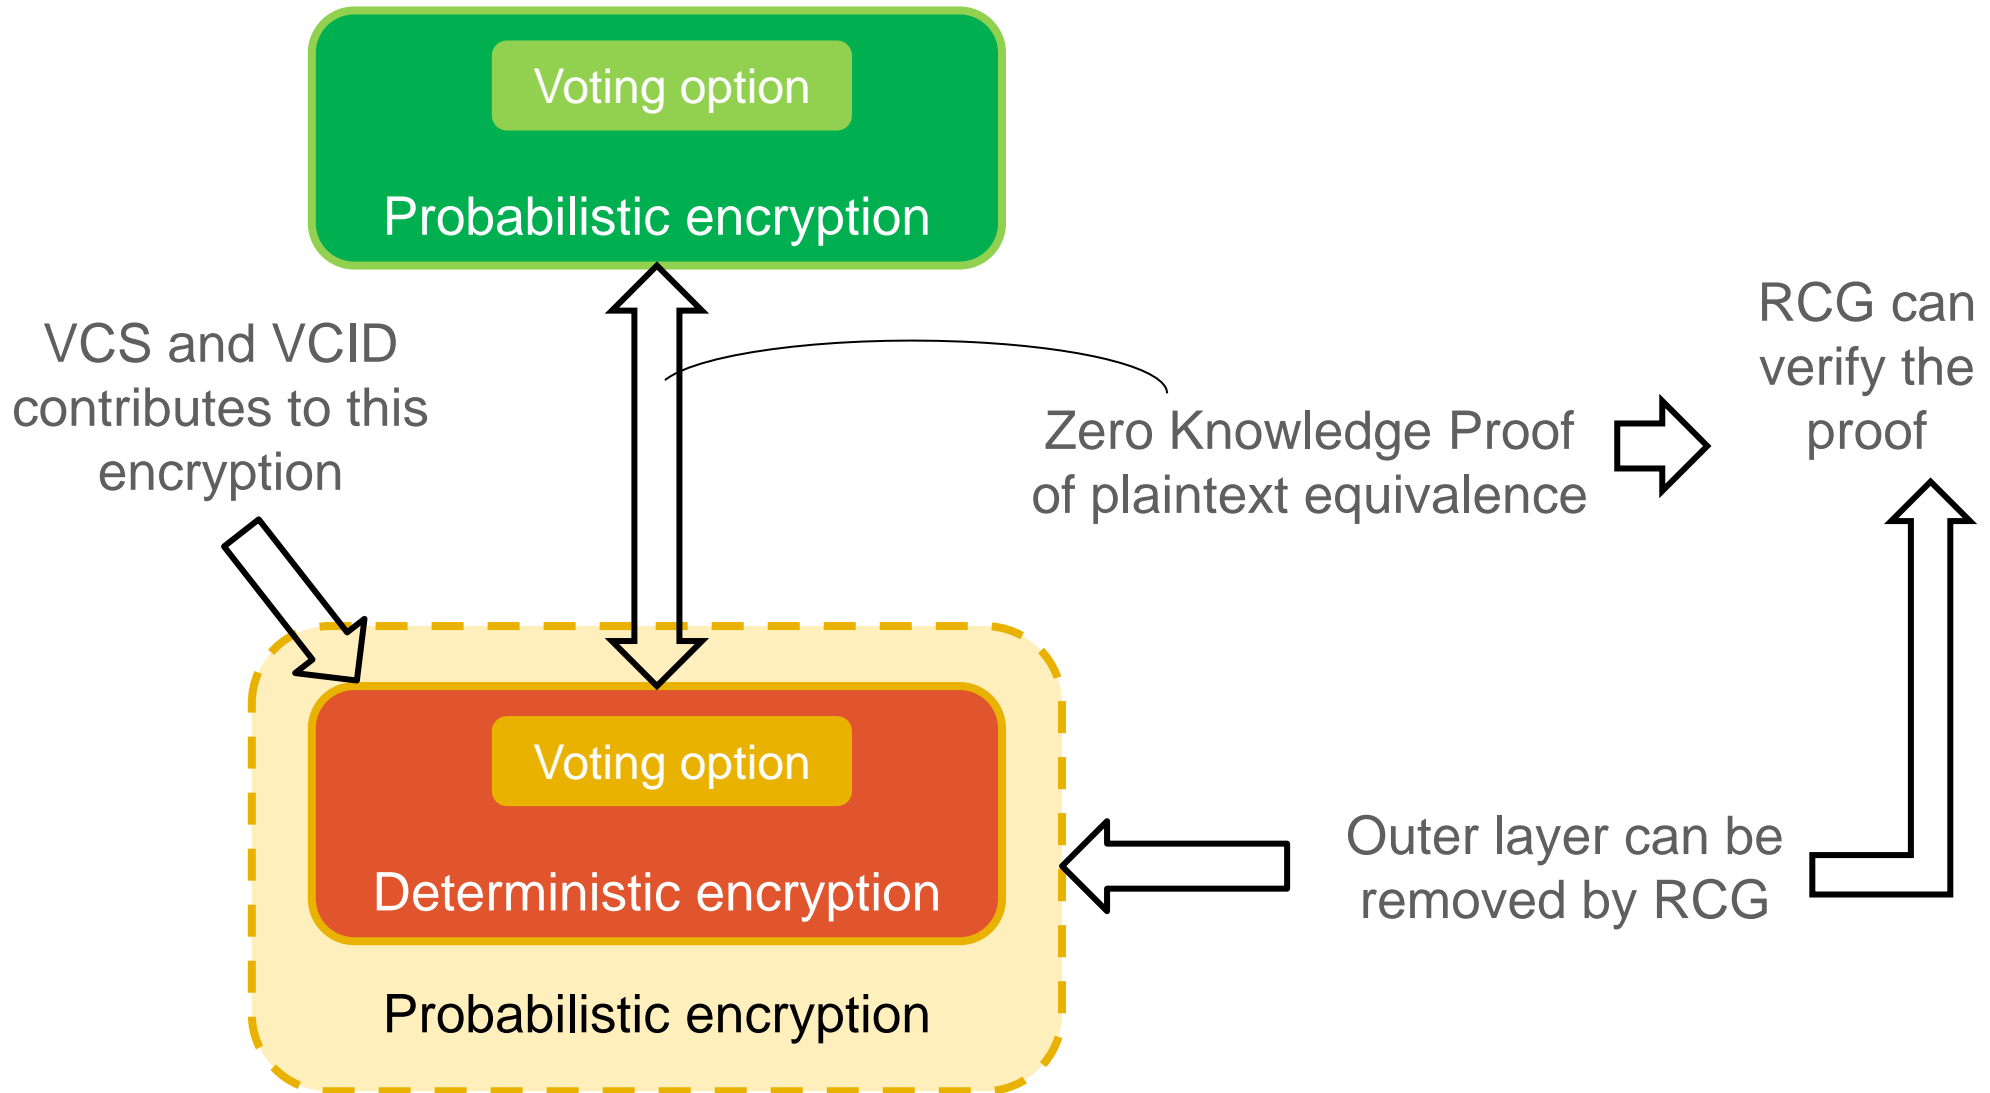 Voting option
Probabilistic encryption
VCS and VCID
contributes to this
encryption
RCG can
verify the
proof
Zero Knowledge Proof
of plaintext equivalence
Voting option
Deterministic encryption
Probabilistic encryption
Outer layer can be
removed by RCG